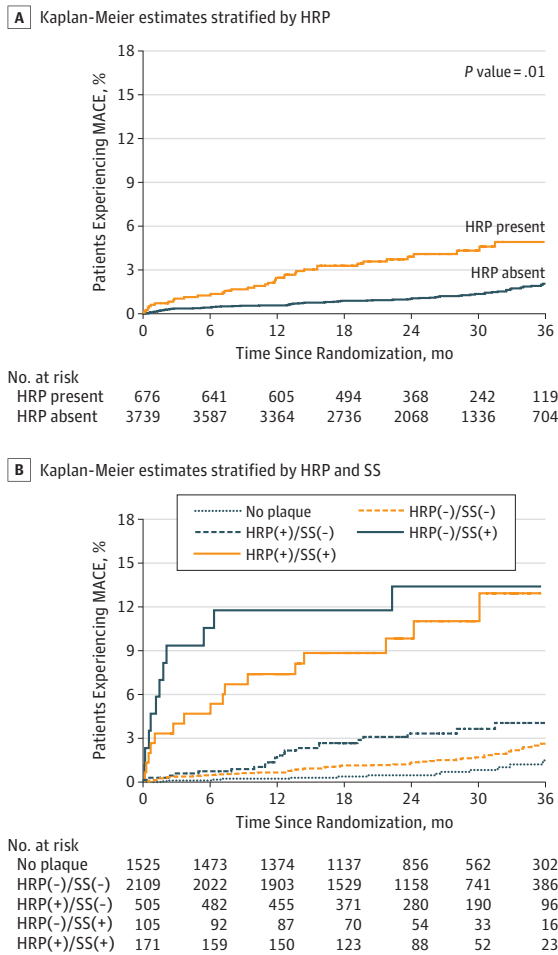 A Kaplan-Meier estimates stratified by HRP
18
15
12
9
6
3
0
Patients Experiencing MACE, %
P value = .01
HRP present
HRP absent
0 6 12 18 24 30 36
Time Since Randomization, mo
No. at risk
HRP present 676 641 605 494 368 242 119
HRP absent 3739 3587 3364 2736 2068 1336 704
B Kaplan-Meier estimates stratified by HRP and SS
No plaque HRP(-)/SS(-)
HRP(+)/SS(-) HRP(-)/SS(+)
HRP(+)/SS(+)
18
15
12
9
6
3
0
Patients Experiencing MACE, %
0 6 12 18 24 30 36
Time Since Randomization, mo
No. at risk
No plaque 1525 1473 1374 1137 856 562 302
HRP(-)/SS(-) 2109 2022 1903 1529 1158 741 386
HRP(+)/SS(-) 505 482 455 371 280 190 96
HRP(-)/SS(+) 105 92 87 70 54 33 16
HRP(+)/SS(+) 171 159 150 123 88 52 23